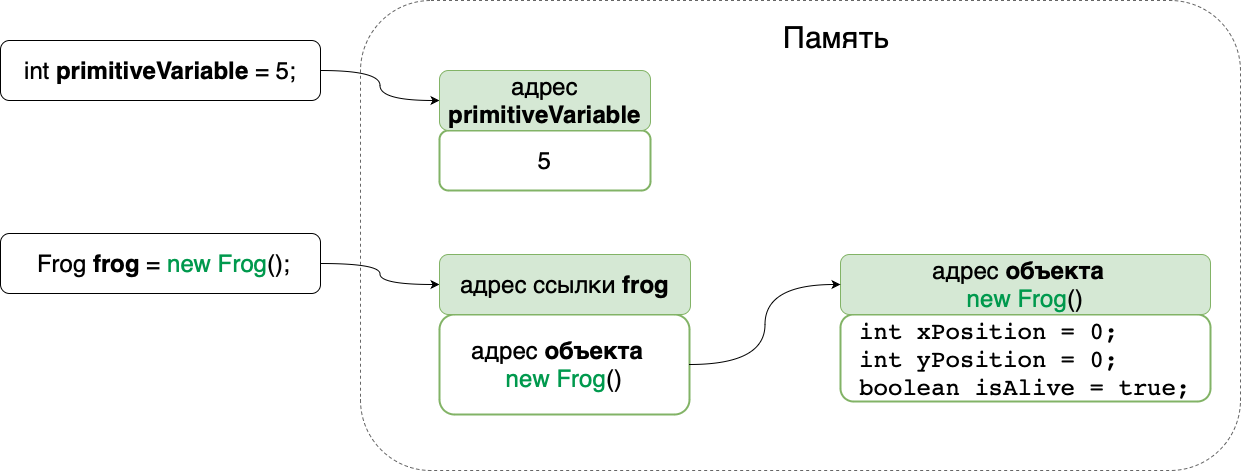 Память
int primitiveVariable = 5;
адрес
primitiveVariable
5
Frog frog = new Frog();
адрес ссылки frog
адрес объекта
new Frog()
адрес объекта
new Frog()
int xPosition = 0;
int yPosition = 0;
boolean isAlive = true;